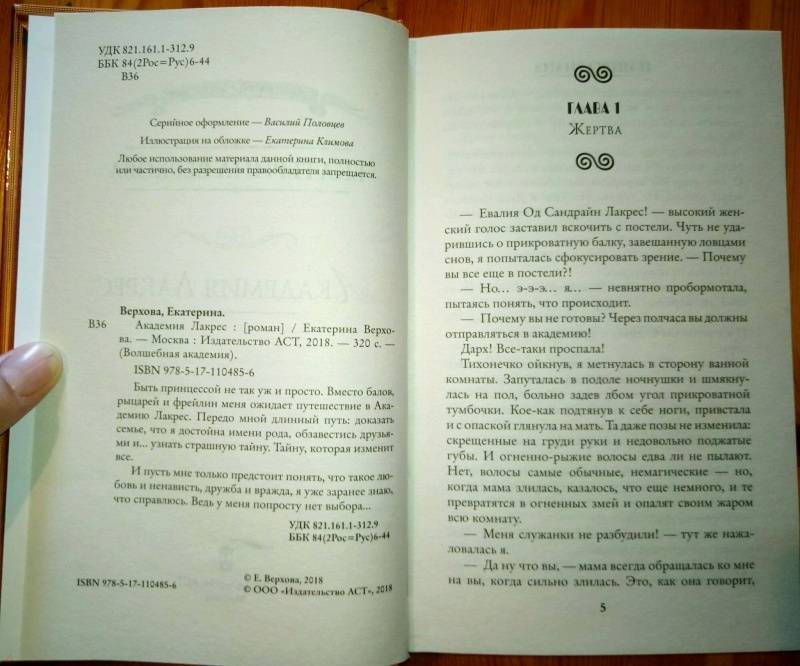 УДК 821.161.1-312.9
ББК 84(2Рос=Рус)6-44
В36
Серийное оформление — Василий Половцев
Иллюстрация на обложке — Екатерина Климова
Любое использование материала данной книги, полностью
или частично, без разрешения правообладателя запрещается.
Верхова, Екатерина.
В36 Академия Лакрес : [роман] / Екатерина Верхо-
ва. — Москва : Издательство АСТ, 2018. — 320 с. —
(Волшебная академия).
ISBN 978-5-17-110485-6
Быть принцессой не так уж и просто. Вместо балов,
рыцарей и фрейлин меня ожидает путешествие в Ака-
демию Лакрес. Передо мной длинный путь: доказать
семье, что я достойна имени рода, обзавестись друзья-
ми и... узнать страшную тайну. Тайну, которая изменит
все.
И пусть мне только предстоит понять, что такое лю-
бовь и ненависть, дружба и вражда, я уже заранее знаю,
что справлюсь. Ведь у меня попросту нет выбора...
УДК 821.161.1-312.9
ББК 84(2Рос=Рус)6-44
© Е. Верхова, 2018
ISBN 978-5-17-110485-6 © ООО «Издательство АСТ», 2018
ГЛАВА 1
Жертва
— Евалия Од Сандрайн Лакрес! — высокий жен-
ский голос заставил вскочить с постели. Чуть не уда-
рившись о прикроватную балку, завешанную ловцами
снов, я попыталась сфокусировать зрение. — Почему
вы все еще в постели?!
— Но... э-э-э... я... — невнятно пробормотала,
пытаясь понять, что происходит.
— Почему вы не готовы? Через полчаса вы должны
отправляться в академию!
Дарх! Все-таки проспала!
Тихонечко ойкнув, я метнулась в сторону ванной
комнаты. Запуталась в подоле ночнушки и шмякну-
лась на пол, больно задев лбом угол прикроватной
тумбочки. Кое-как подтянув к себе ноги, привстала
и с опаской глянула на мать. Та даже позы не изменила:
скрещенные на груди руки и недовольно поджатые
губы. И огненно-рыжие волосы едва ли не пылают.
Нет, волосы самые обычные, немагические — но,
когда мама злилась, казалось, что еще немного, и те
превратятся в огненных змей и опалят своим жаром
всю комнату.
— Меня служанки не разбудили! — тут же нажа-
ловалась я.
— Да ну что вы, — мама всегда обращалась ко мне
на вы, когда сильно злилась. Это, как она говорит,
5